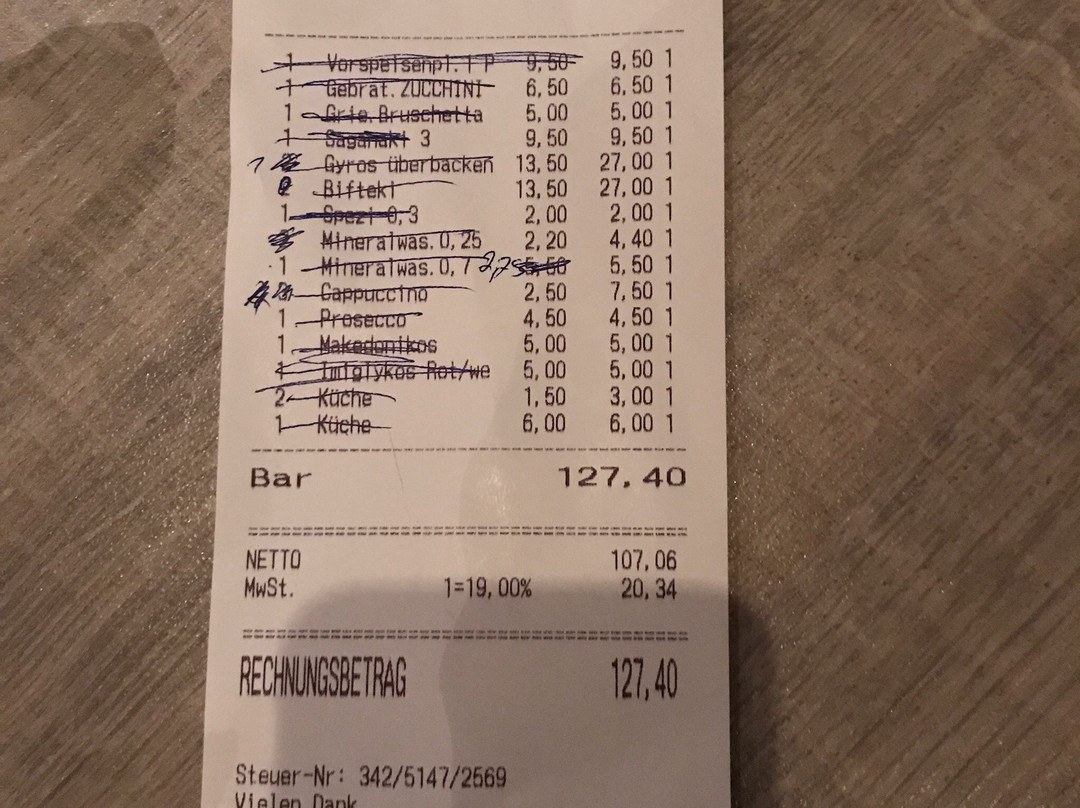 1 Vorspeisenpl. 1 P 9,50 9,50 1
1 Gebrat. ZUCCHINI 6,50 6,50 1
1 Grie. Bruschetta 5,00 5,00 1
1 Saganaki 3 9,50 9,50 1
1 Gyros überbacken 13,50 27,00 1
Bifteki 13,50 27,00 1
1 Spezi 0,3 2,00 2,00 1
Mineralwas. 0,25 2,20 4,40 1
1 Mineralwas. 0,7 2,75 5,50 5,50 1
Cappuccino 2,50 7,50 1
1 Prosecco 4,50 4,50 1
1 Makedonikos 5,00 5,00 1
1 Imiglykos Rot/we 5,00 5,00 1
2 Küche 1,50 3,00 1
1 Küche 6,00 6,00 1
Bar 127,40
NETTO 107,06
MwSt. 1=19,00% 20,34
RECHNUNGSBETRAG 127,40
Steuer-Nr: 342/5147/2569
Vielen Dank